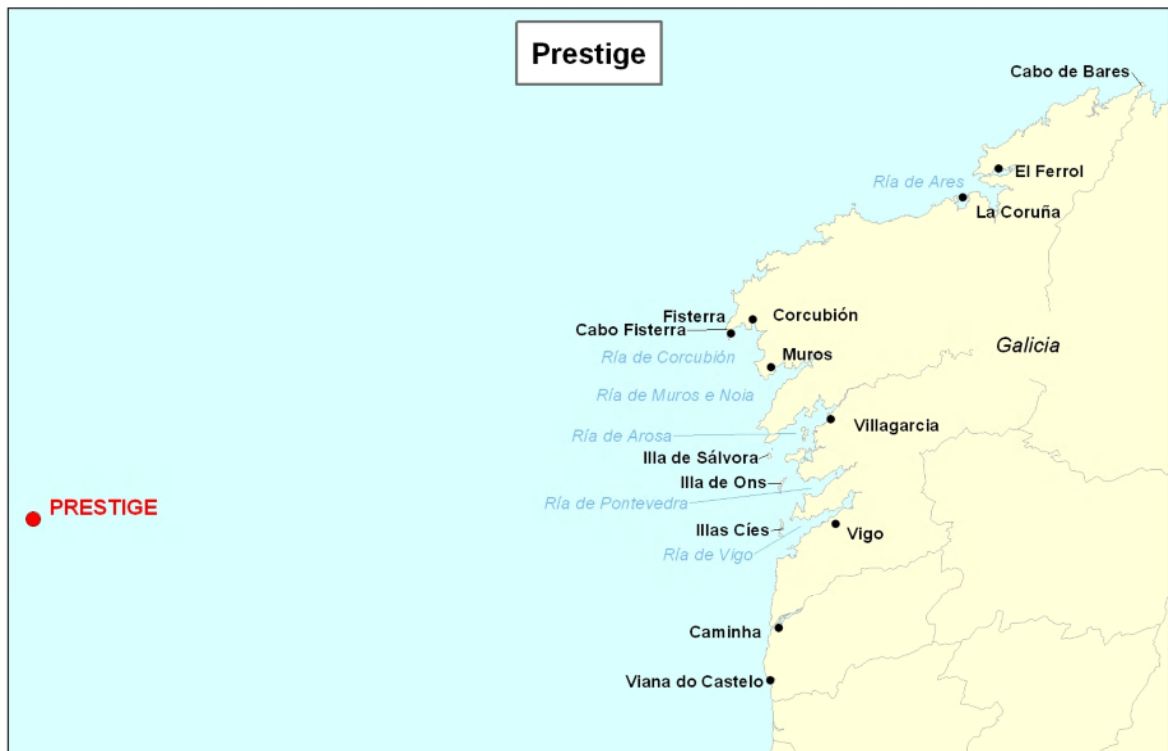 Prestige
Cabo de Bares
El Ferrol
Ría de Ares
La Coruña
Fisterra
Corcubión
Cabo Fisterra
Galicia
Ría de Corcubión
Muros
Ría de Muros e Noia
Villagarcia
Ría de Arosa
Illa de Sálvora
Illa de Ons
Ría de Pontevedra
PRESTIGE
Illas Cíes
Vigo
Ría de Vigo
Caminha
Viana do Castelo